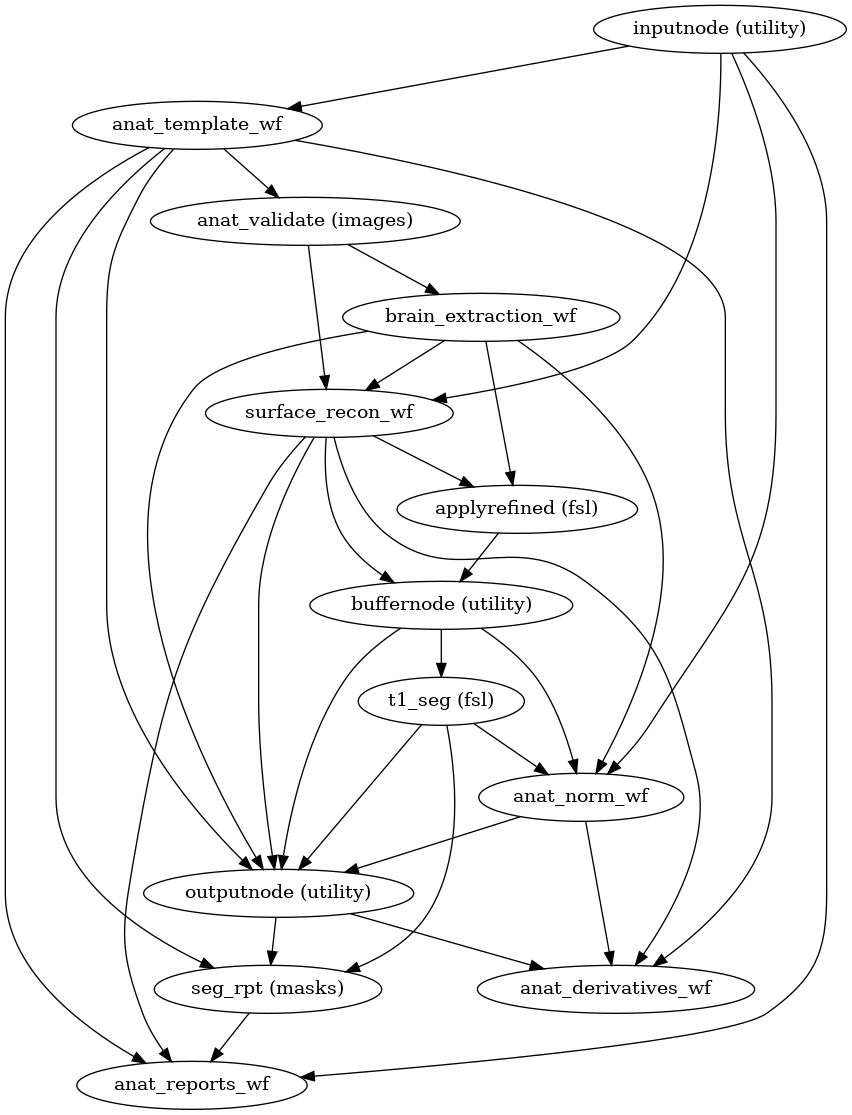 inputnode (utility)
anat_template_wf
anat_validate (images)
brain_extraction_wf
surface_recon_wf
applyrefined (fsl)
buffernode (utility)
t1_seg (fsl)
anat_norm_wf
outputnode (utility)
seg_rpt (masks)
anat_derivatives_wf
anat_reports_wf